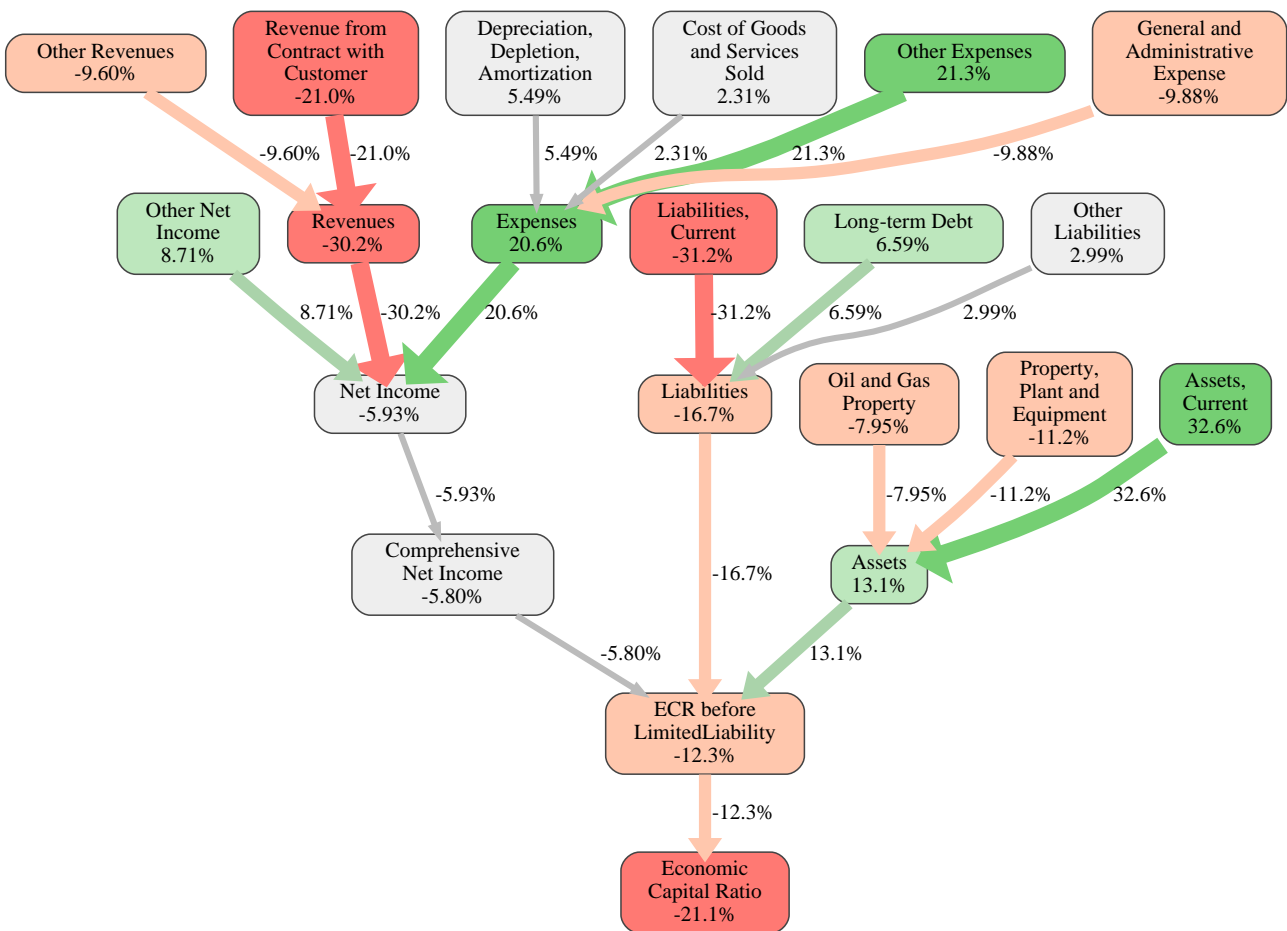 Other Revenues
-9.60%
Revenue from
Contract with
Customer
-21.0%
Depreciation,
Depletion,
Amortization
5.49%
Cost of Goods
and Services
Sold
2.31%
Other Expenses
21.3%
General and
Administrative
Expense
-9.88%
-9.60%
-21.0%
5.49%
2.31%
21.3%
-9.88%
Other Net
Income
8.71%
Revenues
-30.2%
Expenses
20.6%
Liabilities,
Current
-31.2%
Long-term Debt
6.59%
Other
Liabilities
2.99%
8.71%
-30.2%
20.6%
-31.2%
6.59%
2.99%
Net Income
-5.93%
Liabilities
-16.7%
Oil and Gas
Property
-7.95%
Property,
Plant and
Equipment
-11.2%
Assets,
Current
32.6%
-5.93%
-16.7%
-7.95%
-11.2%
32.6%
Comprehensive
Net Income
-5.80%
Assets
13.1%
-5.80%
13.1%
ECR before
LimitedLiability
-12.3%
-12.3%
Economic
Capital Ratio
-21.1%